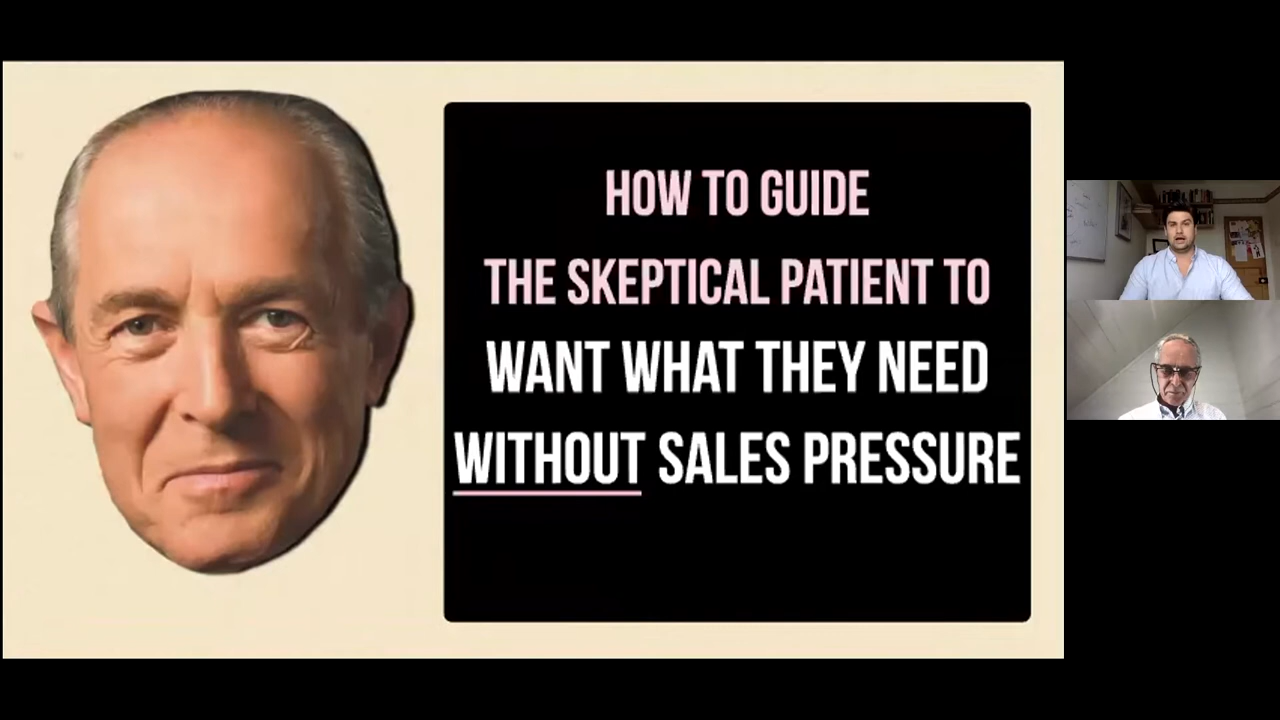 HOW TO GUIDE
THE SKEPTICAL PATIENT TO
WANT WHAT THEY NEED
WITHOUT SALES PRESSURE